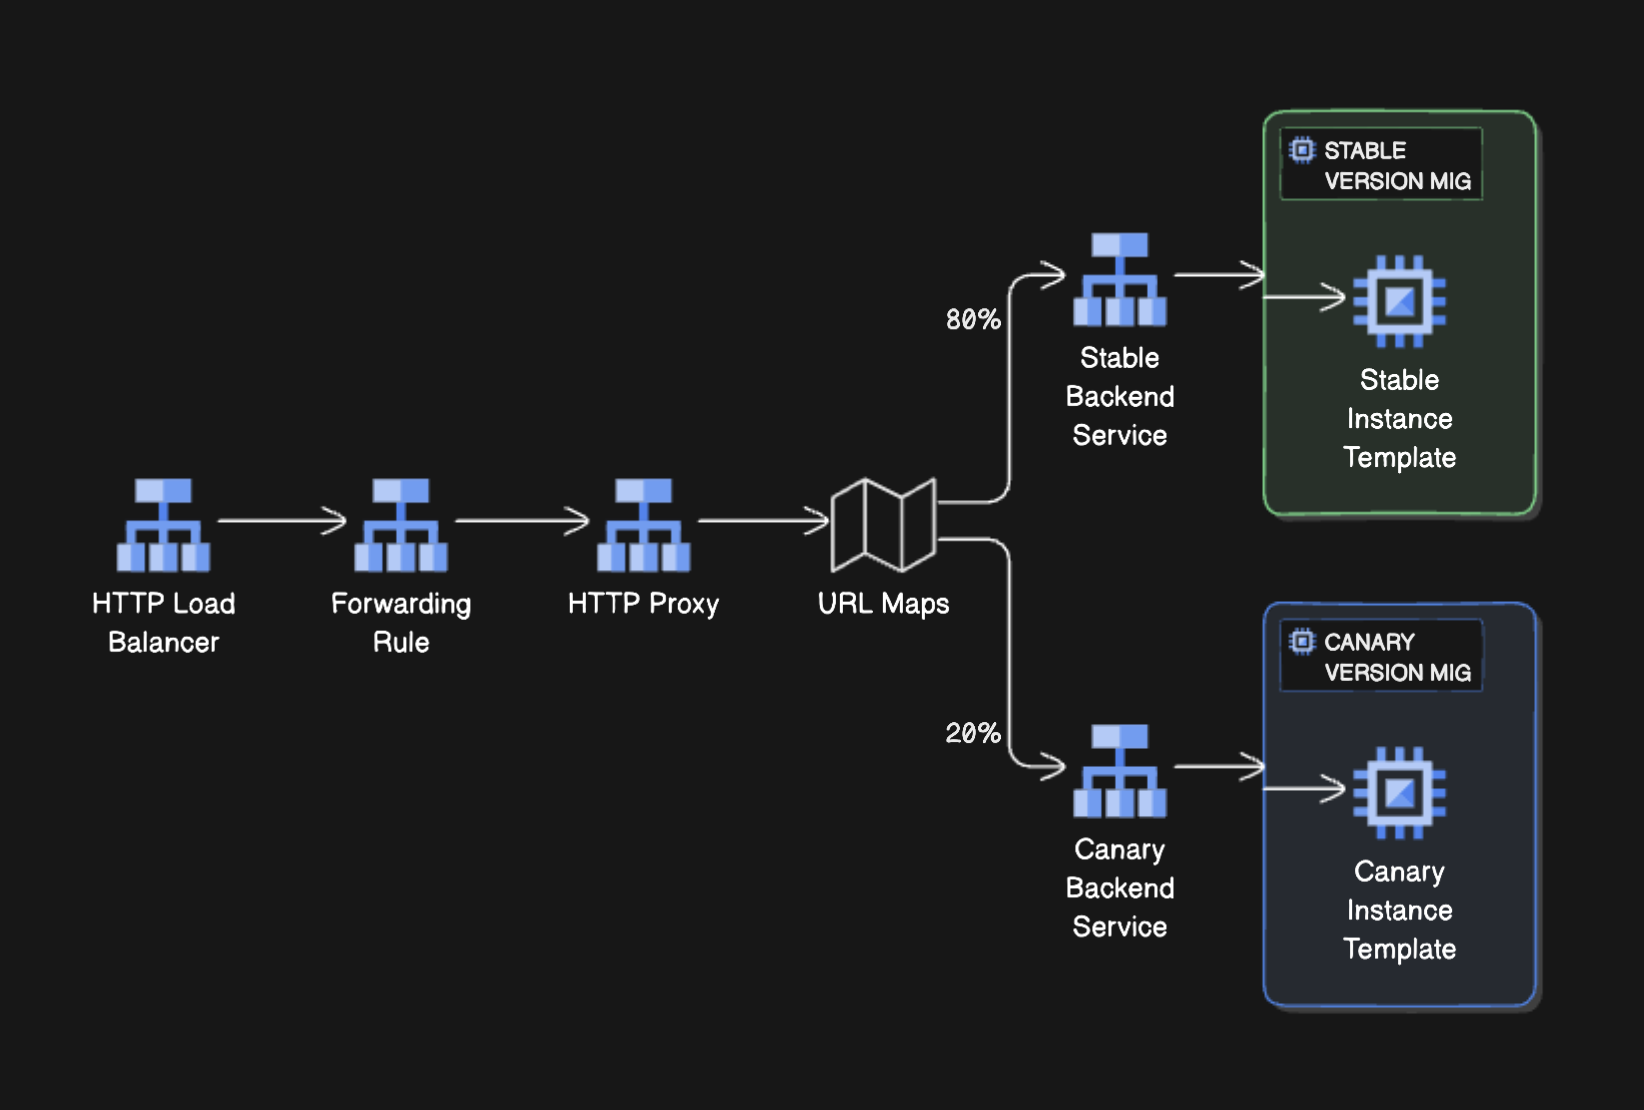 STABLE
VERSION MIG
80%
Stable
Backend
Service
Stable
Instance
Template
HTTP Load
Balancer
Forwarding
Rule
HTTP Proxy
URL Maps
CANARY
VERSION MIG
20%
Canary
Backend
Service
Canary
Instance
Template